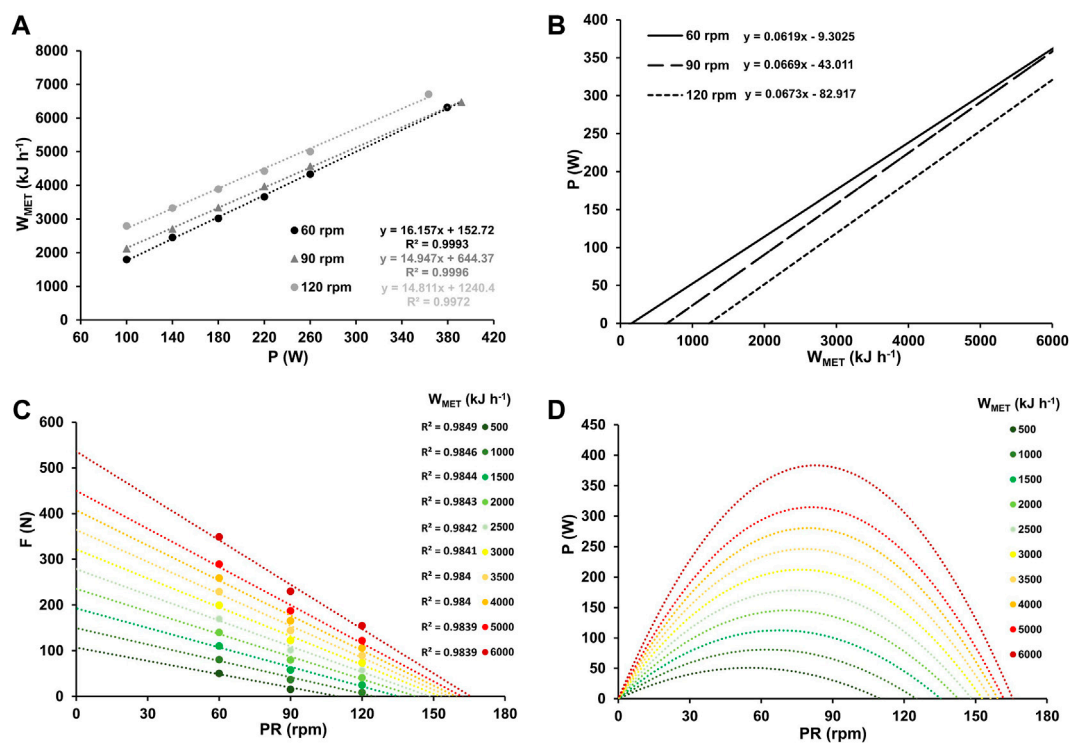 A
8000
7000
6000
5000
4000
3000
2000
1000
0
W_MET (kJ h⁻¹)
60 rpm y = 16.157x + 152.72
R² = 0.9993
90 rpm y = 14.947x + 644.37
R² = 0.9996
120 rpm y = 14.811x + 1240.4
R² = 0.9972
60 100 140 180 220 260 300 340 380 420
P (W)
B
400
350
300
250
200
150
100
50
0
P (W)
60 rpm y = 0.0619x - 9.3025
90 rpm y = 0.0669x - 43.011
120 rpm y = 0.0673x - 82.917
0 1000 2000 3000 4000 5000 6000
W_MET (kJ h⁻¹)
C
600
500
400
300
200
100
0
F (N)
W_MET (kJ h⁻¹)
R² = 0.9849 500
R² = 0.9846 1000
R² = 0.9844 1500
R² = 0.9843 2000
R² = 0.9842 2500
R² = 0.9841 3000
R² = 0.984 3500
R² = 0.984 4000
R² = 0.9839 5000
R² = 0.9839 6000
0 30 60 90 120 150 180
PR (rpm)
D
450
400
350
300
250
200
150
100
50
0
P (W)
W_MET (kJ h⁻¹)
500
1000
1500
2000
2500
3000
3500
4000
5000
6000
0 30 60 90 120 150 180
PR (rpm)